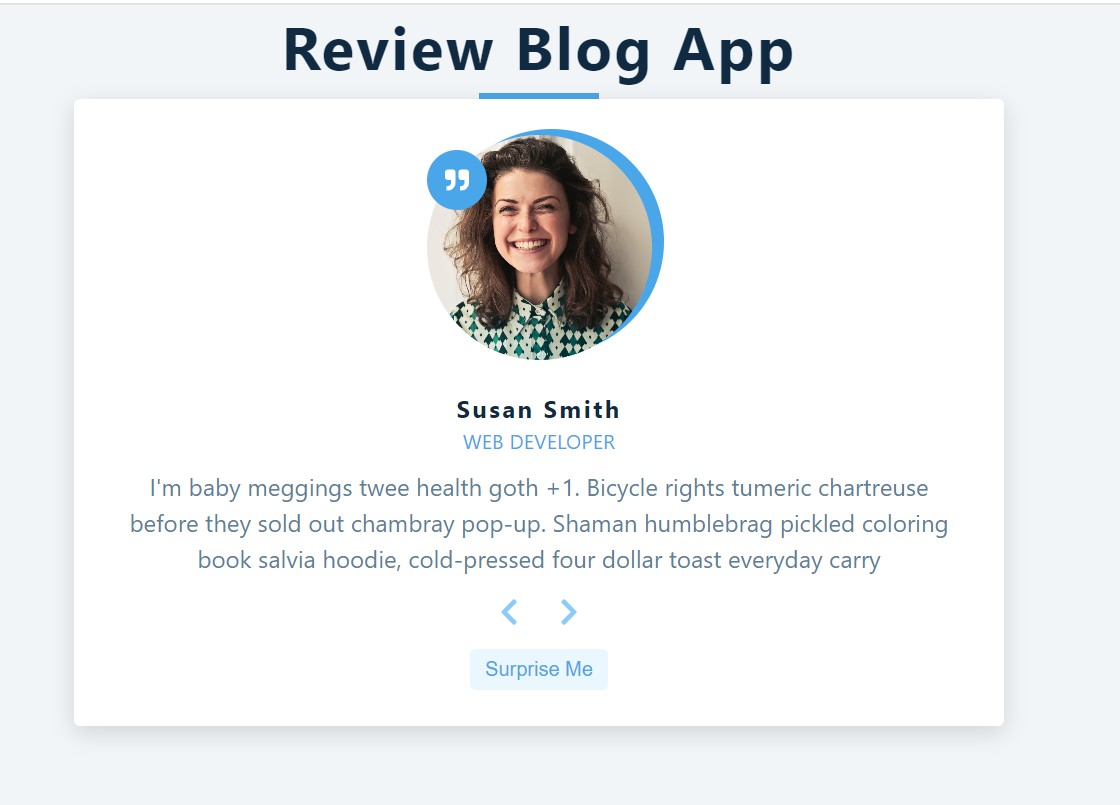 Review Blog App
Susan Smith
WEB DEVELOPER
I'm baby meggings twee health goth +1. Bicycle rights tumeric chartreuse
before they sold out chambray pop-up. Shaman humblebrag pickled coloring
book salvia hoodie, cold-pressed four dollar toast everyday carry
Surprise Me